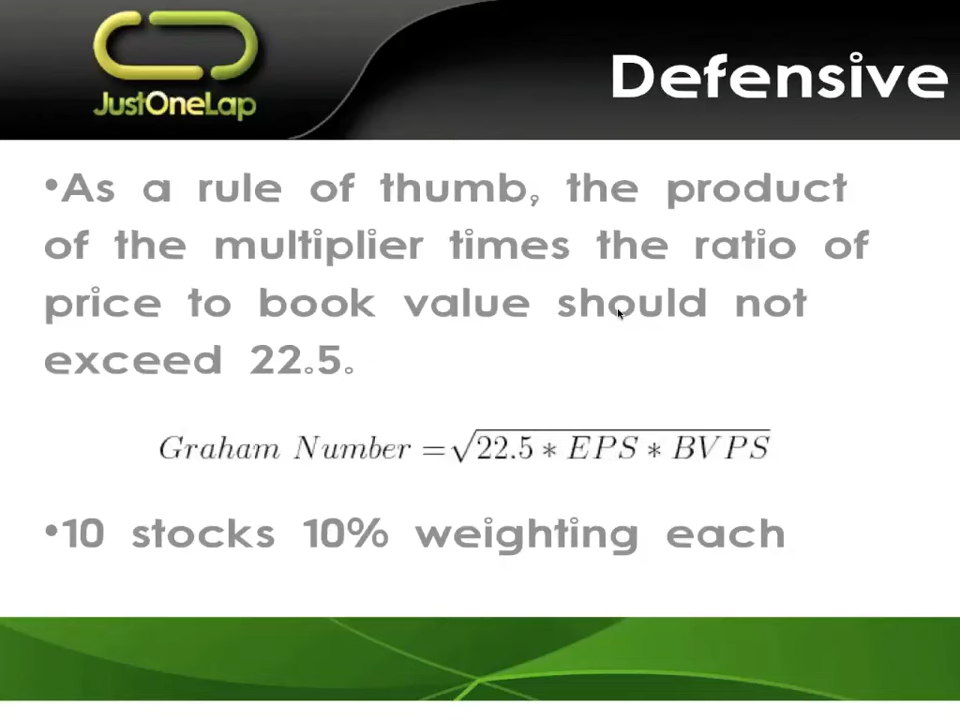 JustOneLap
Defensive
•As a rule of thumb, the product
of the multiplier times the ratio of
price to book value should not
exceed 22.5.
Graham Number = √22.5 * EPS * BVPS
•10 stocks 10% weighting each